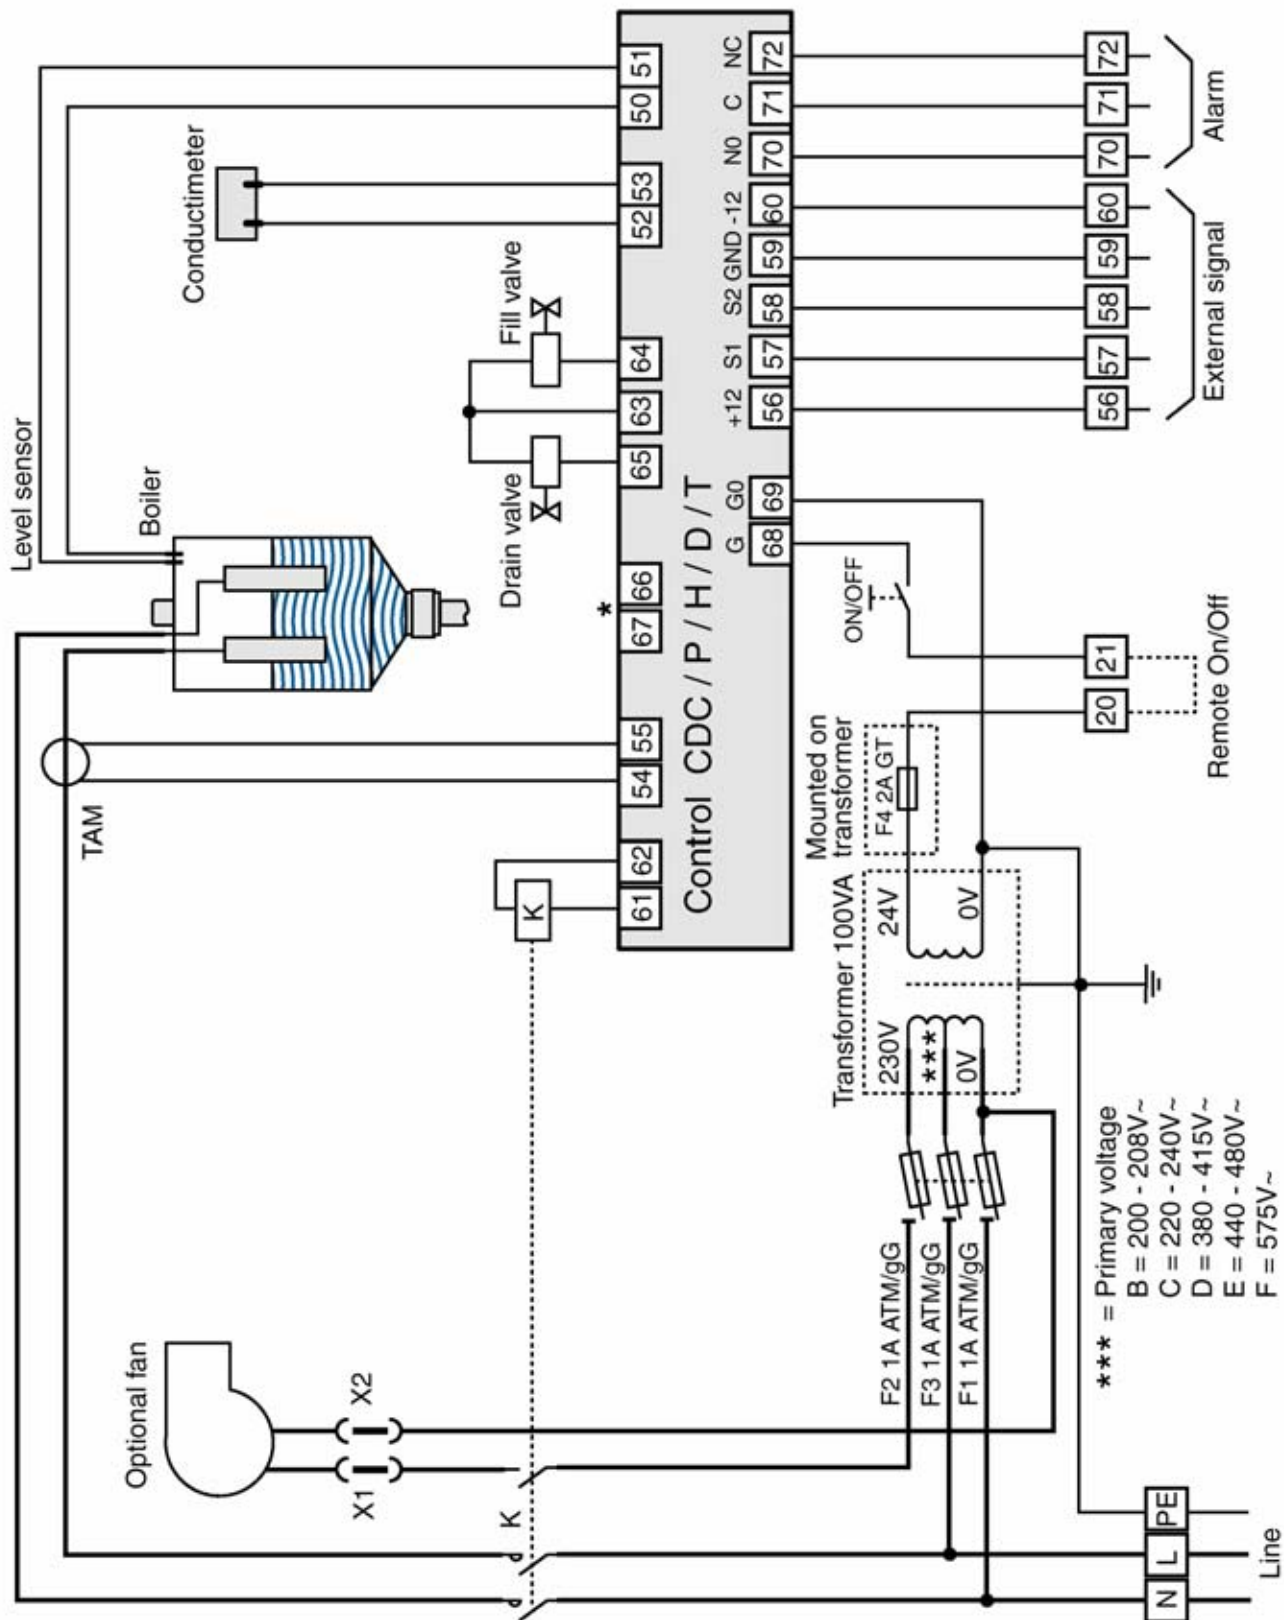 Level sensor
Boiler
Conductimeter
TAM
Optional fan
X1
X2
K
K
Drain valve
Fill valve
*
61
62
54
55
67
66
65
63
64
52
53
50
51
Control CDC / P / H / D / T
G
G0
+12
S1
S2
GND
-12
N0
C
NC
68
69
56
57
58
59
60
70
71
72
ON/OFF
Mounted on
transformer
F4 2A GT
Transformer 100VA
230V
***
0V
24V
0V
F2 1A ATM/gG
F3 1A ATM/gG
F1 1A ATM/gG
*** = Primary voltage
B = 200 - 208V~
C = 220 - 240V~
D = 380 - 415V~
E = 440 - 480V~
F = 575V~
N
L
PE
Line
20
21
Remote On/Off
56
57
58
59
60
External signal
70
71
72
Alarm